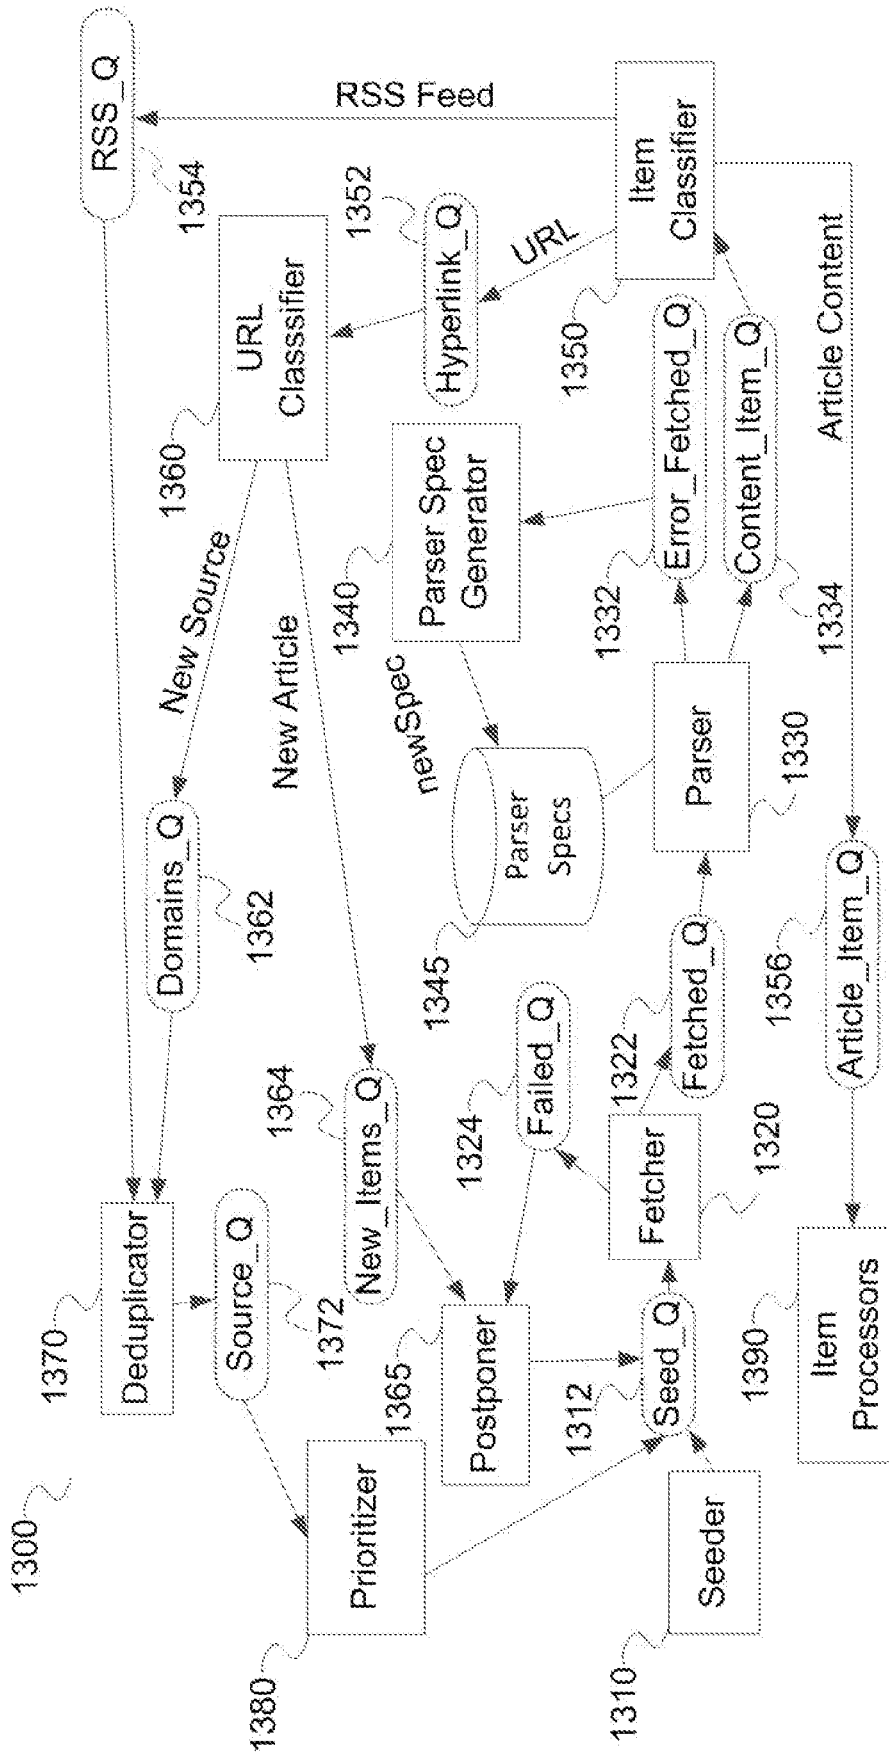 1300
1370
Deduplicator
RSS_Q
1354
Source_Q
1372
Domains_Q
1362
New Source
1360
URL
Classsifier
1380
Prioritizer
1364
New_Items_Q
New Article
1352
Hyperlink_Q
RSS Feed
1365
Postponer
1324
Failed_Q
1345
Parser
Specs
newSpec
1340
Parser Spec
Generator
URL
1350
Item
Classifier
1310
Seeder
1312
Seed_Q
Fetcher
1320
1322
Fetched_Q
Parser
1330
1332
Error_Fetched_Q
Content_Item_Q
1334
1390
Item
Processors
1356
Article_Item_Q
Article Content